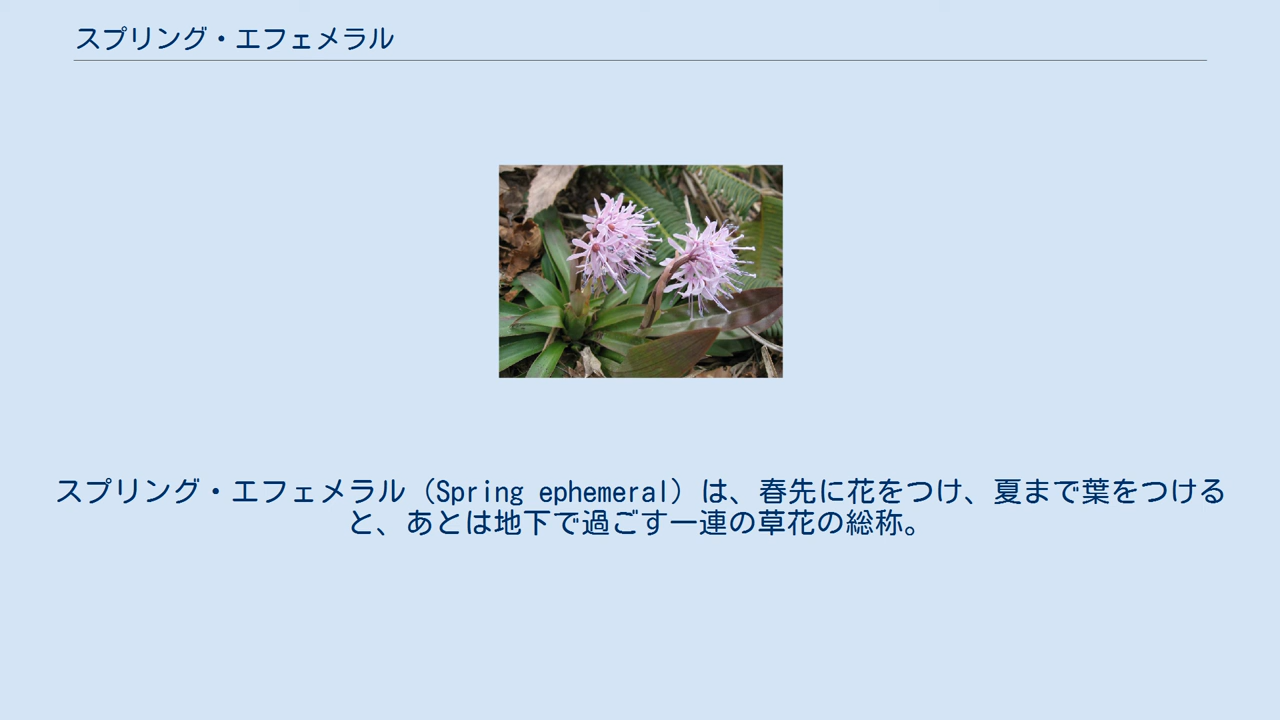 スプリング・エフェメラル
スプリング・エフェメラル（Spring ephemeral）は、春先に花をつけ、夏まで葉をつける
と、あとは地下で過ごす一連の草花の総称。